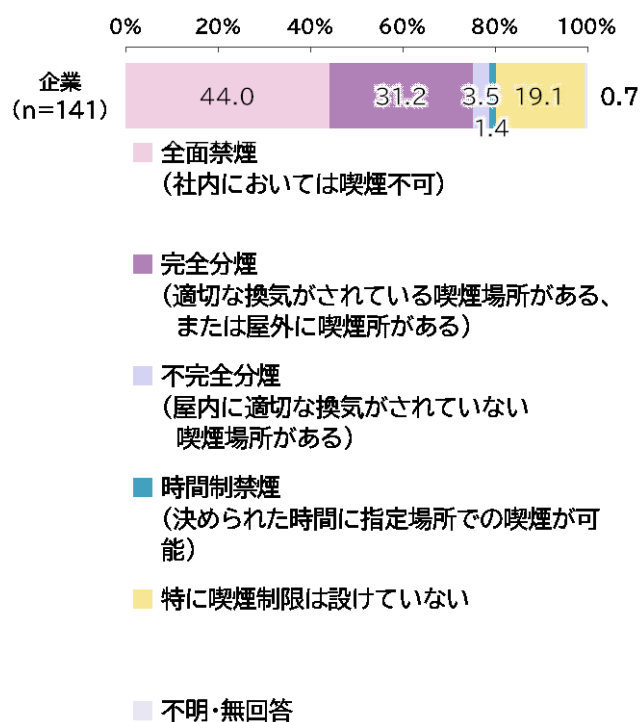 0% 20% 40% 60% 80% 100%
企業
(n=141)
44.0 31.2 3.5 1.4 19.1 0.7
全面禁煙
(社内においては喫煙不可)
完全分煙
(適切な換気がされている喫煙場所がある、
または屋外に喫煙所がある)
不完全分煙
(屋内に適切な換気がされていない
喫煙場所がある)
時間制禁煙
(決められた時間に指定場所での喫煙が可
能)
特に喫煙制限は設けていない
不明・無回答